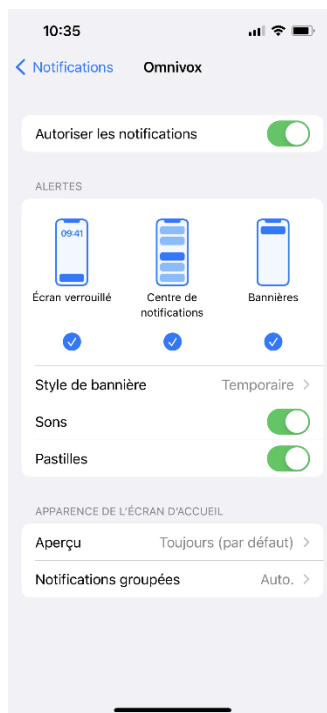 10:35
Notifications Omnivox
Autoriser les notifications
ALERTES
09:41
Écran verrouillé Centre de notifications Bannières
Style de bannière Temporaire
Sons
Pastilles
APPARENCE DE L'ÉCRAN D'ACCUEIL
Aperçu Toujours (par défaut)
Notifications groupées Auto.